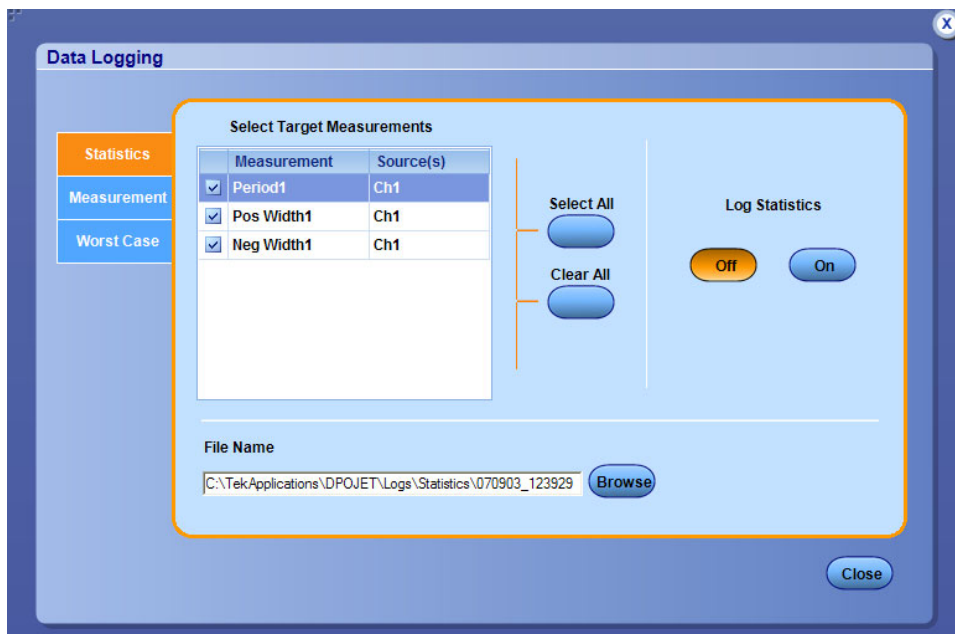 X
Data Logging
Statistics
Measurement
Worst Case
Select Target Measurements
Measurement Source(s)
Period1 Ch1
Pos Width1 Ch1
Neg Width1 Ch1
Select All
Clear All
Log Statistics
Off On
File Name
C:\TekApplications\DPOJET\Logs\Statistics\070903_123929 Browse
Close